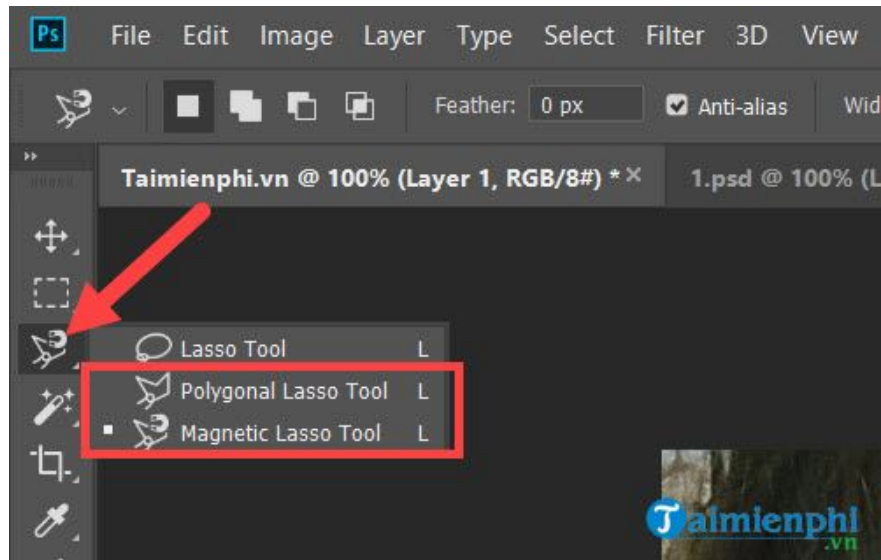 Ps File Edit Image Layer Type Select Filter 3D View
Feather: 0 px Anti-alias Wid
Taimienphi.vn @ 100% (Layer 1, RGB/8#) * × 1.psd @ 100% (L
Lasso Tool L
Polygonal Lasso Tool L
Magnetic Lasso Tool L
Taimienphi
.vn